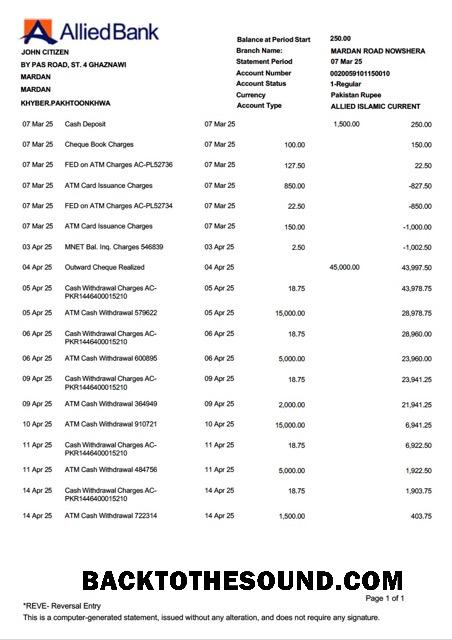 AlliedBank
JOHN CITIZEN
BY PAS ROAD, ST. 4 GHAZNAWI
MARDAN
MARDAN
KHYBER.PAKHTOONKHWA
Balance at Period Start 250.00
Branch Name: MARDAN ROAD NOWSHERA
Statement Period 07 Mar 25
Account Number 0020059101150010
Account Status 1-Regular
Currency Pakistan Rupee
Account Type ALLIED ISLAMIC CURRENT
07 Mar 25 Cash Deposit 07 Mar 25 1,500.00 250.00
07 Mar 25 Cheque Book Charges 07 Mar 25 100.00 150.00
07 Mar 25 FED on ATM Charges AC-PL52736 07 Mar 25 127.50 22.50
07 Mar 25 ATM Card Issuance Charges 07 Mar 25 850.00 -827.50
07 Mar 25 FED on ATM Charges AC-PL52734 07 Mar 25 22.50 -850.00
07 Mar 25 ATM Card Issuance Charges 07 Mar 25 150.00 -1,000.00
03 Apr 25 MNET Bal. Inq. Charges 546839 03 Apr 25 2.50 -1,002.50
04 Apr 25 Outward Cheque Realized 04 Apr 25 45,000.00 43,997.50
05 Apr 25 Cash Withdrawal Charges AC- 05 Apr 25 18.75 43,978.75
PKR1446400015210
05 Apr 25 ATM Cash Withdrawal 579622 05 Apr 25 15,000.00 28,978.75
06 Apr 25 Cash Withdrawal Charges AC- 06 Apr 25 18.75 28,960.00
PKR1446400015210
06 Apr 25 ATM Cash Withdrawal 600895 06 Apr 25 5,000.00 23,960.00
09 Apr 25 Cash Withdrawal Charges AC- 09 Apr 25 18.75 23,941.25
PKR1446400015210
09 Apr 25 ATM Cash Withdrawal 364949 09 Apr 25 2,000.00 21,941.25
10 Apr 25 ATM Cash Withdrawal 910721 10 Apr 25 15,000.00 6,941.25
11 Apr 25 Cash Withdrawal Charges AC- 11 Apr 25 18.75 6,922.50
PKR1446400015210
11 Apr 25 ATM Cash Withdrawal 484756 11 Apr 25 5,000.00 1,922.50
14 Apr 25 Cash Withdrawal Charges AC- 14 Apr 25 18.75 1,903.75
PKR1446400015210
14 Apr 25 ATM Cash Withdrawal 722314 14 Apr 25 1,500.00 403.75
BACKTOTHESOUND.COM
Page 1 of 1
*REVE- Reversal Entry
This is a computer-generated statement, issued without any alteration, and does not require any signature.